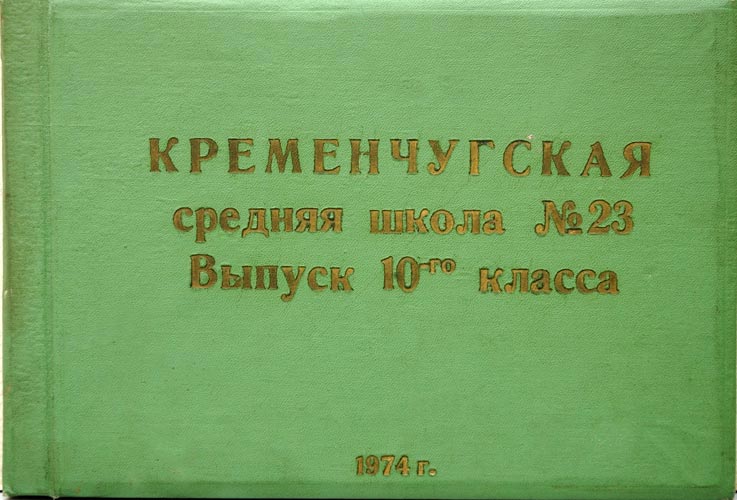 КРЕМЕНЧУГСКАЯ
средняя школа №23
Выпуск 10-го класса
1974 г.